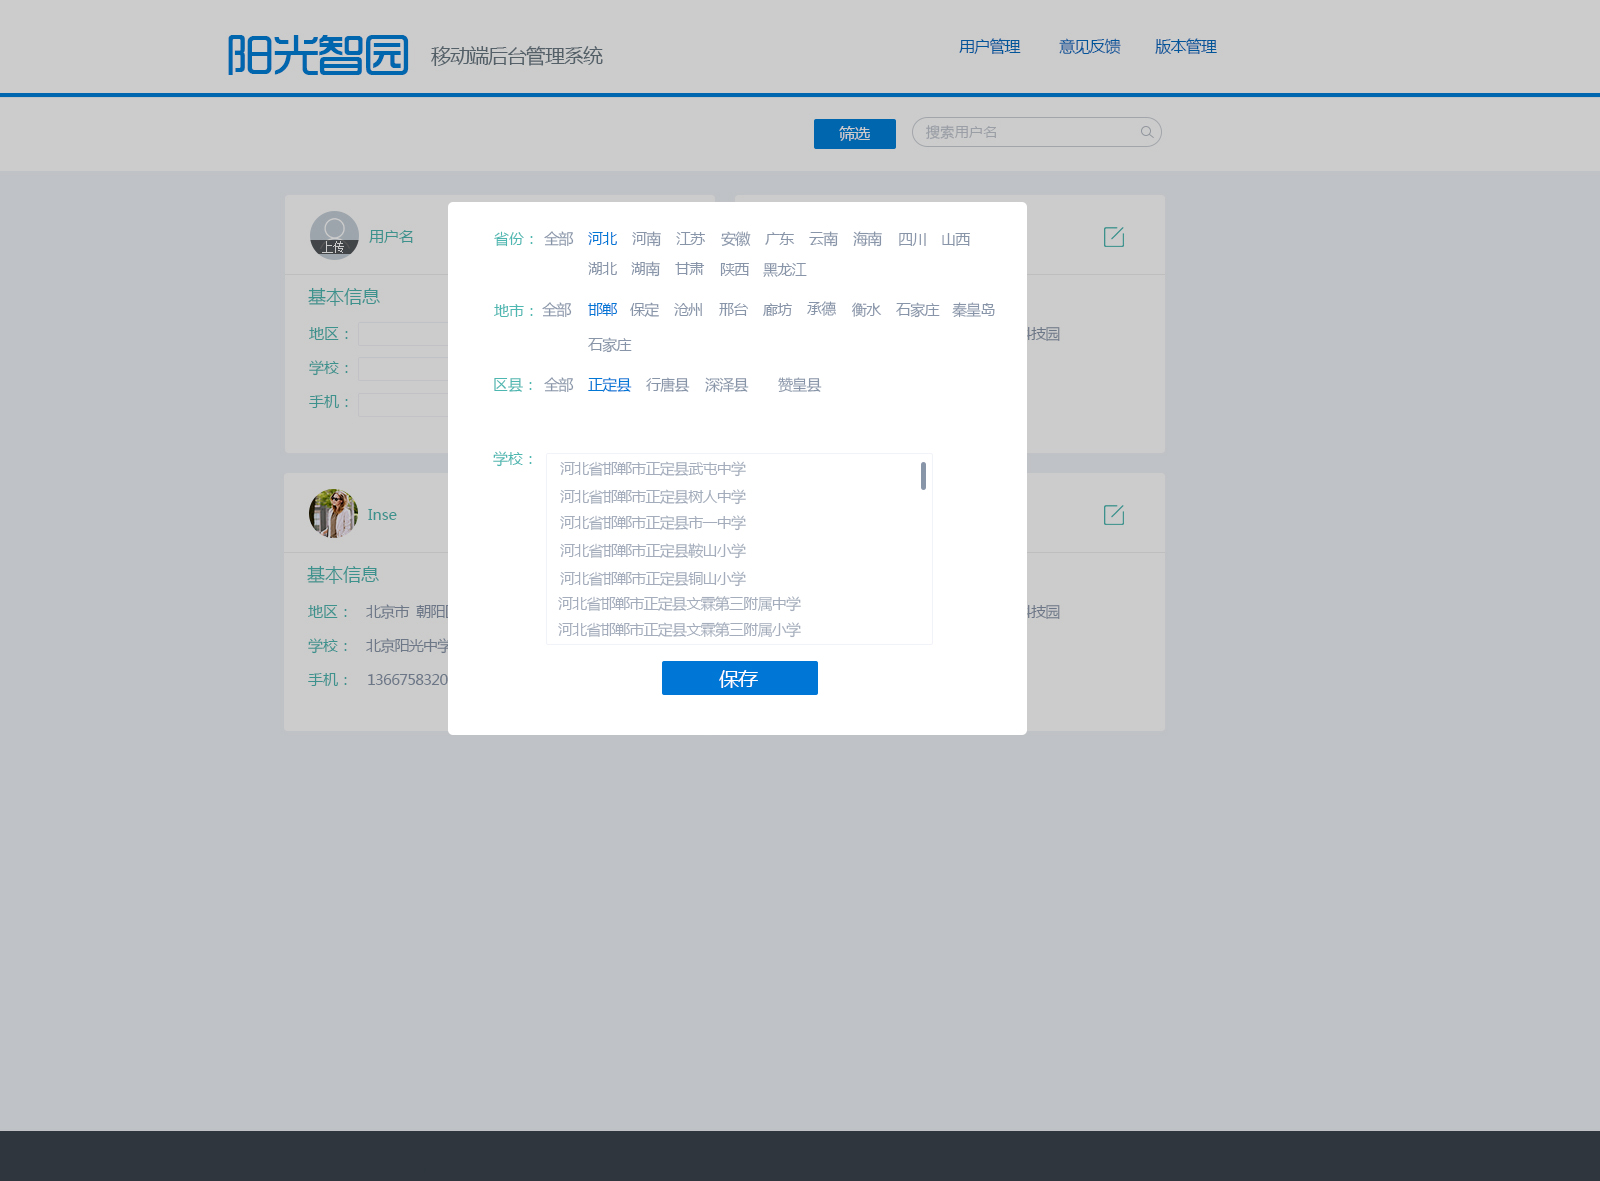 阳光智园 移动端后台管理系统 用户管理 意见反馈 版本管理
筛选 搜索用户名
上传 用户名
基本信息
地区：
学校：
手机：
省份： 全部 河北 河南 江苏 安徽 广东 云南 海南 四川 山西
湖北 湖南 甘肃 陕西 黑龙江
地市： 全部 邯郸 保定 沧州 邢台 廊坊 承德 衡水 石家庄 秦皇岛
石家庄
区县： 全部 正定县 行唐县 深泽县 赞皇县
学校：
河北省邯郸市正定县武屯中学
河北省邯郸市正定县树人中学
河北省邯郸市正定县市一中学
河北省邯郸市正定县鞍山小学
河北省邯郸市正定县铜山小学
河北省邯郸市正定县文霖第三附属中学
河北省邯郸市正定县文霖第三附属小学
保存
技园
Inse
基本信息
地区： 北京市 朝阳
学校： 北京阳光中学
手机： 1366758320
技园